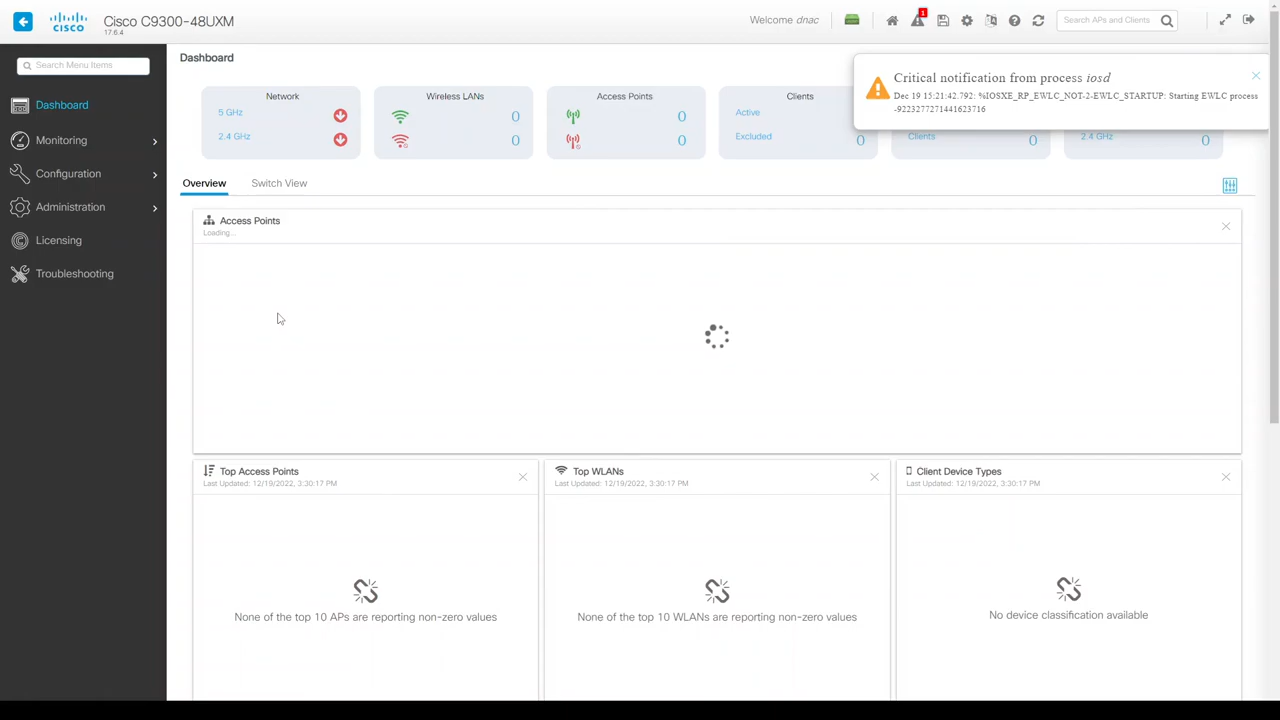 Cisco C9300-48UXM
17.6.4
CISCO
Welcome dnac
1
Search APs and Clients
Search Menu Items
Dashboard
Monitoring
Configuration
Administration
Licensing
Troubleshooting
Dashboard
Critical notification from process iosd
Dec 19 15:21:42.792: %IOSXE_RP_EWLC_NOT-2-EWLC_STARTUP: Starting EWLC process
-9223277271441623716
Network
5 GHz
2.4 GHz
Wireless LANs
0
0
Access Points
0
0
Clients
Active
Excluded
0
Clients
0
2.4 GHz
0
Overview
Switch View
Access Points
Loading...
Top Access Points
Last Updated: 12/19/2022, 3:30:17 PM
None of the top 10 APs are reporting non-zero values
Top WLANs
Last Updated: 12/19/2022, 3:30:17 PM
None of the top 10 WLANs are reporting non-zero values
Client Device Types
Last Updated: 12/19/2022, 3:30:17 PM
No device classification available